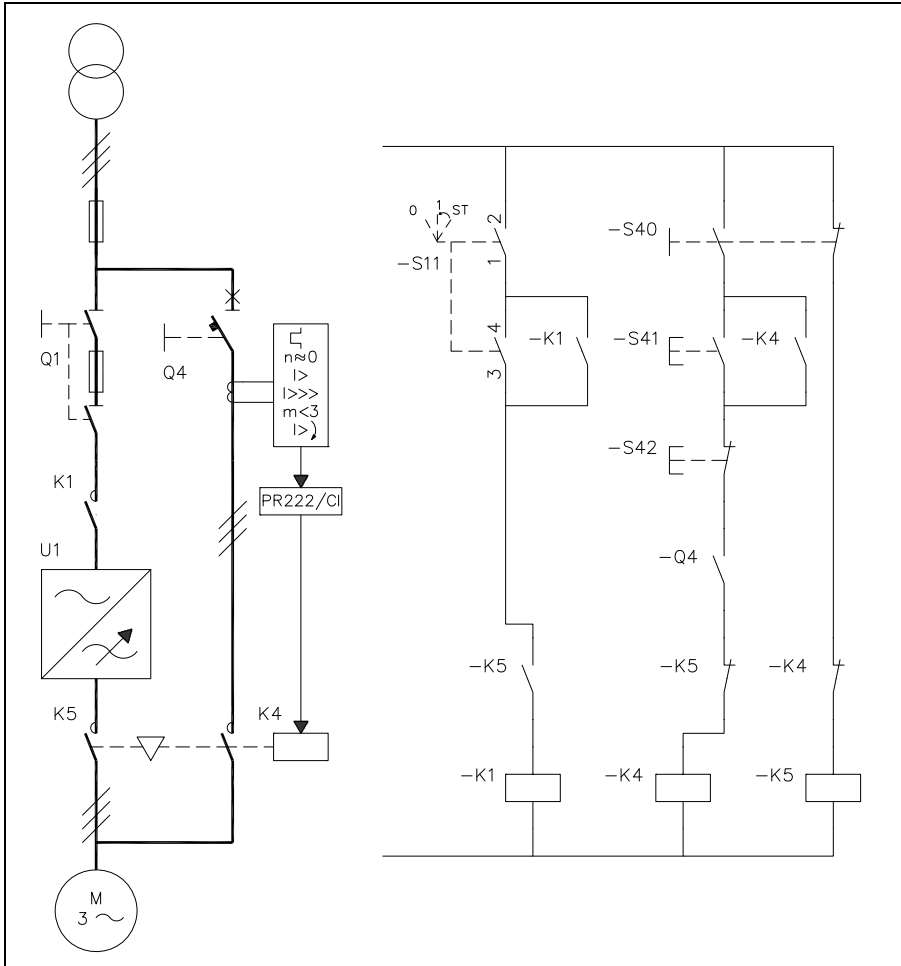 0 1 ST
-S11
2
1
4
3
-K1
-S40
-S41
-K4
-S42
-Q4
-K5
-K5
-K4
-K1
-K4
-K5
Q1
Q4
n≈0
I>
I>>>
m<3
I>
PR222/CI
K1
U1
K5
K4
M
3